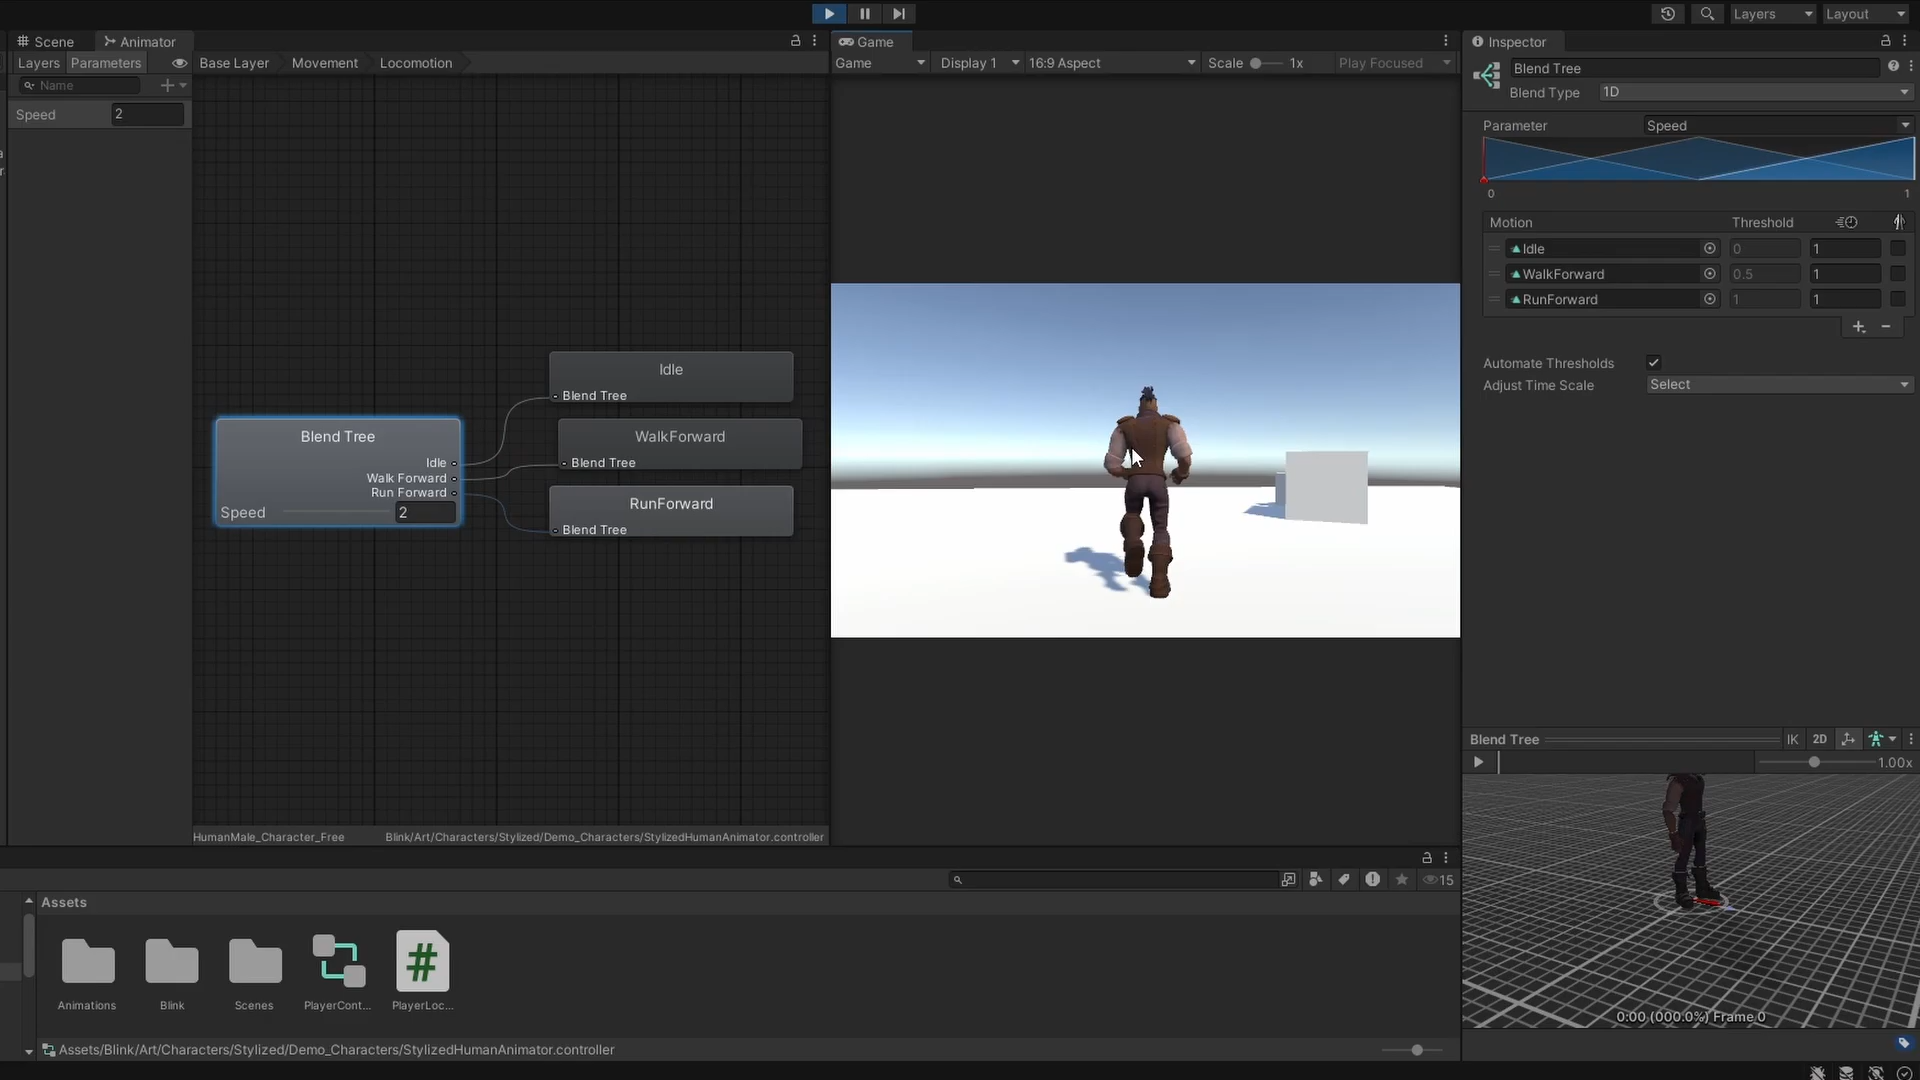 Layers
Layout
Scene
Animator
Game
Inspector
Layers
Parameters
Base Layer
Movement
Locomotion
Game
Display 1
16:9 Aspect
Scale
1x
Play Focused
Blend Tree
Name
Blend Type
1D
Speed
2
Parameter
Speed
0
1
Motion
Threshold
Idle
0
1
WalkForward
0.5
1
RunForward
1
1
Automate Thresholds
Adjust Time Scale
Select
Idle
Blend Tree
Blend Tree
Idle
Walk Forward
Run Forward
Speed
2
WalkForward
Blend Tree
RunForward
Blend Tree
Blend Tree
IK
2D
1.00x
HumanMale_Character_Free
Blink/Art/Characters/Stylized/Demo_Characters/StylizedHumanAnimator.controller
15
Assets
#
Animations
Blink
Scenes
PlayerCont...
PlayerLoc...
0:00 (000.0%) Frame 0
Assets/Blink/Art/Characters/Stylized/Demo_Characters/StylizedHumanAnimator.controller